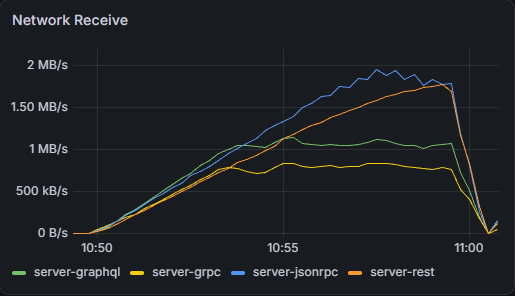 Network Receive
2 MB/s
1.50 MB/s
1 MB/s
500 kB/s
0 B/s
10:50 10:55 11:00
server-graphql server-grpc server-jsonrpc server-rest